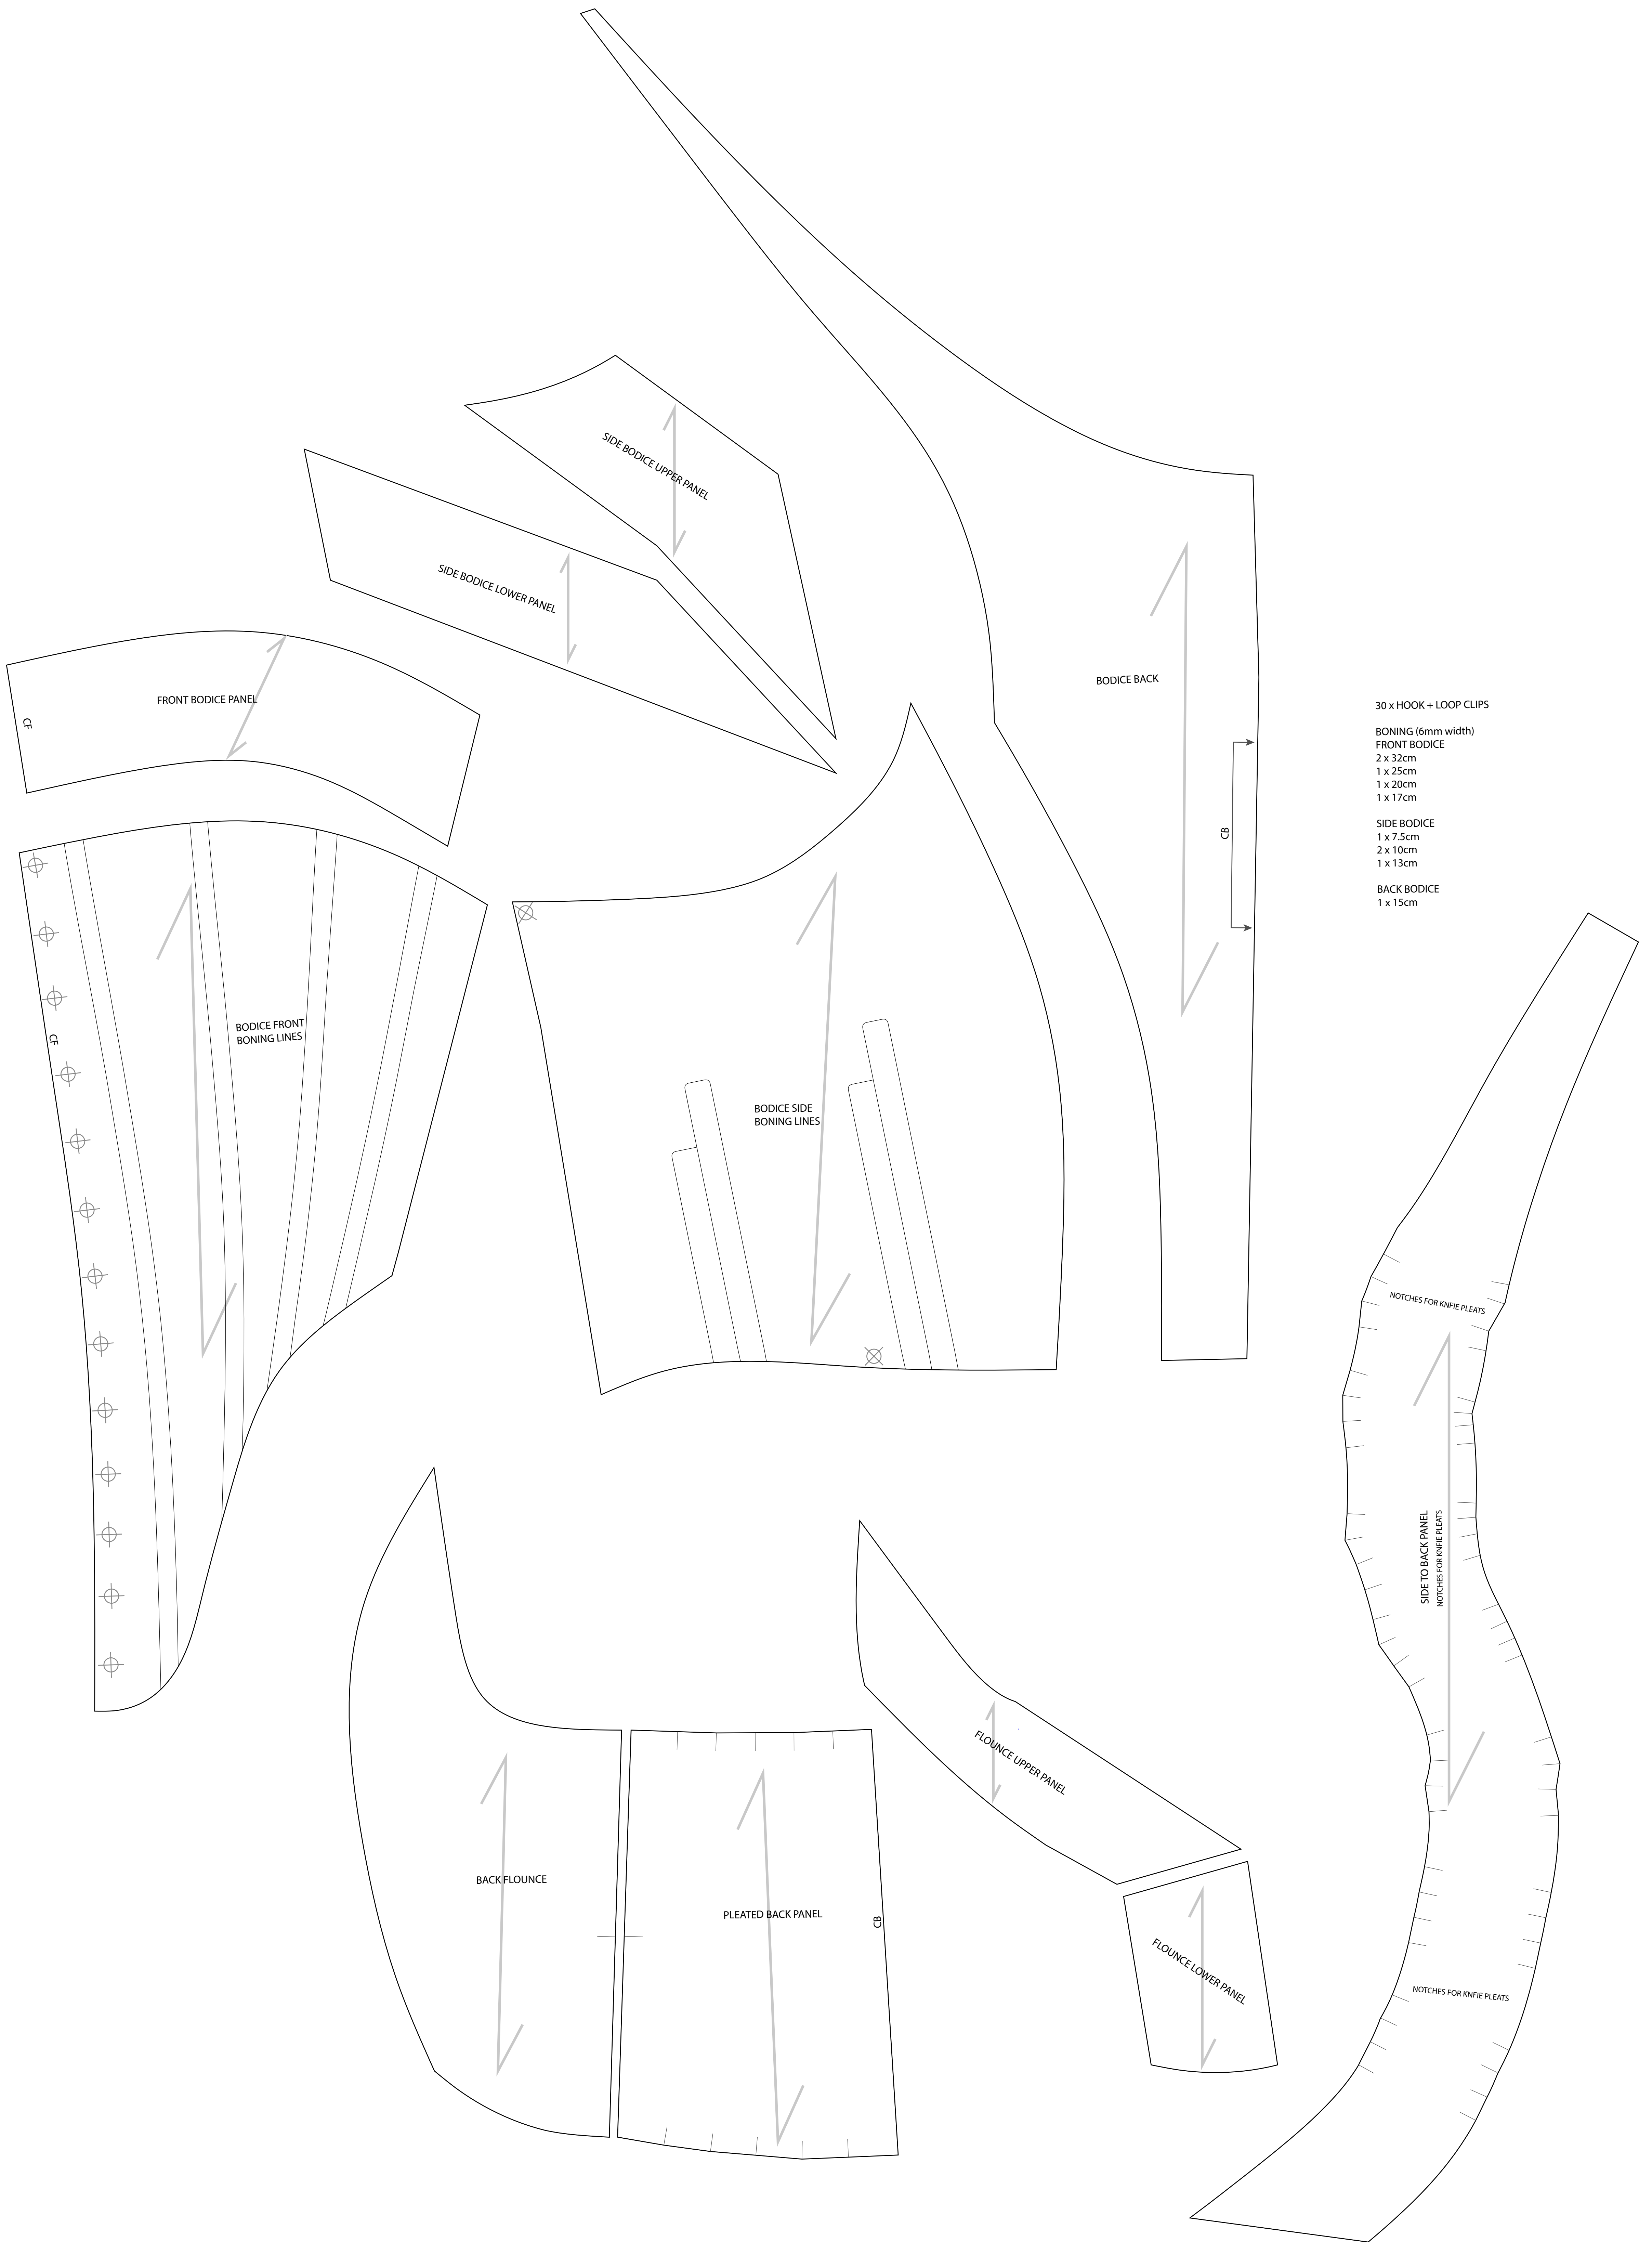 SIDE BODICE UPPER PANEL
SIDE BODICE LOWER PANEL
FRONT BODICE PANEL
CF
BODICE BACK
CB
30 x HOOK + LOOP CLIPS
BONING (6mm width)
FRONT BODICE
2 x 32cm
1 x 25cm
1 x 20cm
1 x 17cm
SIDE BODICE
1 x 7.5cm
2 x 10cm
1 x 13cm
BACK BODICE
1 x 15cm
CF
BODICE FRONT
BONING LINES
BODICE SIDE
BONING LINES
NOTCHES FOR KNFIE PLEATS
SIDE TO BACK PANEL
NOTCHES FOR KNFIE PLEATS
FLOUNCE UPPER PANEL
BACK FLOUNCE
PLEATED BACK PANEL
CB
FLOUNCE LOWER PANEL
NOTCHES FOR KNFIE PLEATS